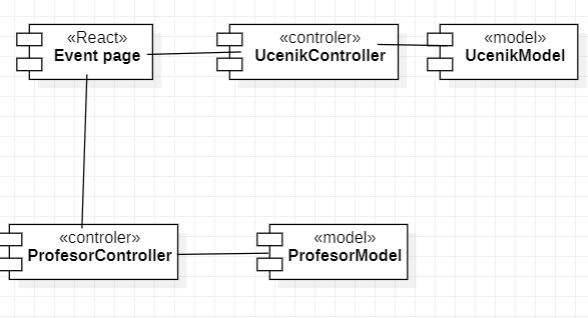 «React»
Event page
«controler»
UcenikController
«model»
UcenikModel
«controler»
ProfesorController
«model»
ProfesorModel